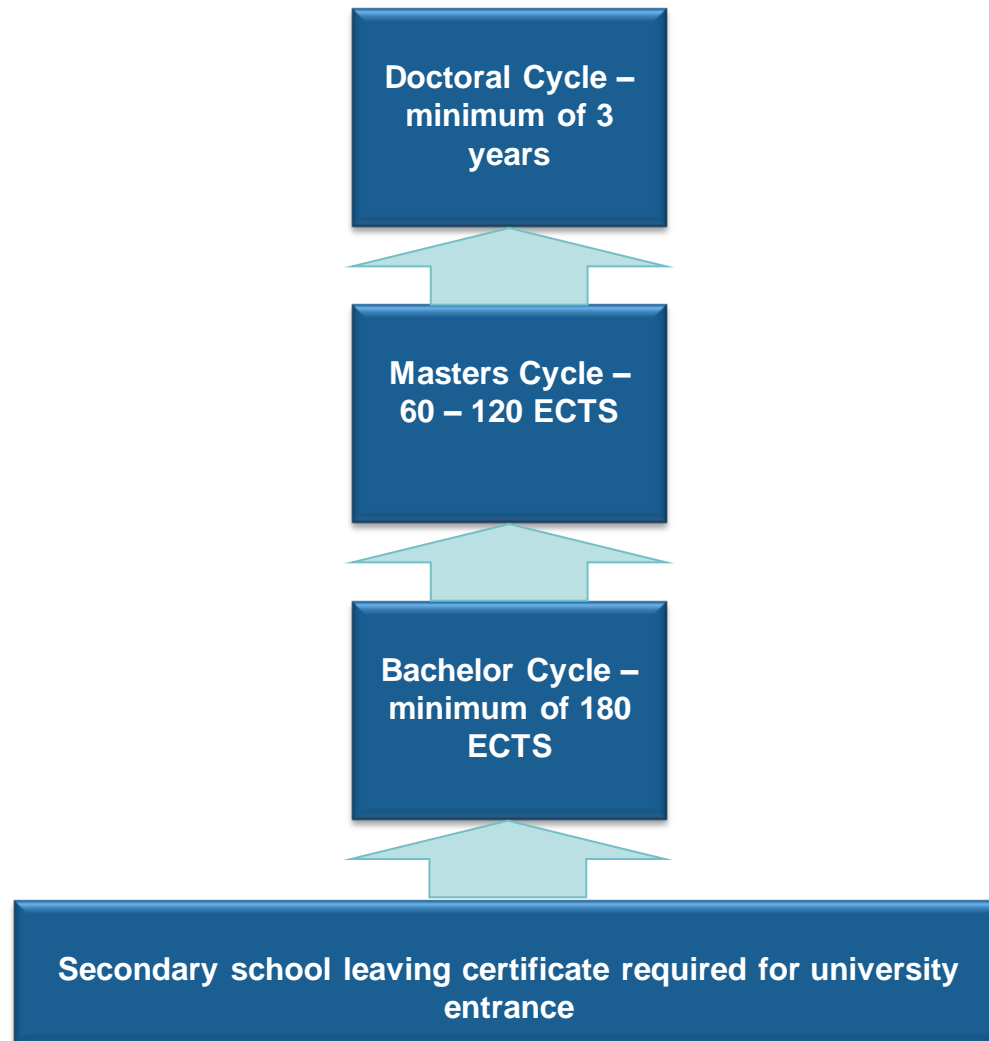 Doctoral Cycle –
minimum of 3
years
Masters Cycle –
60 – 120 ECTS
Bachelor Cycle –
minimum of 180
ECTS
Secondary school leaving certificate required for university
entrance